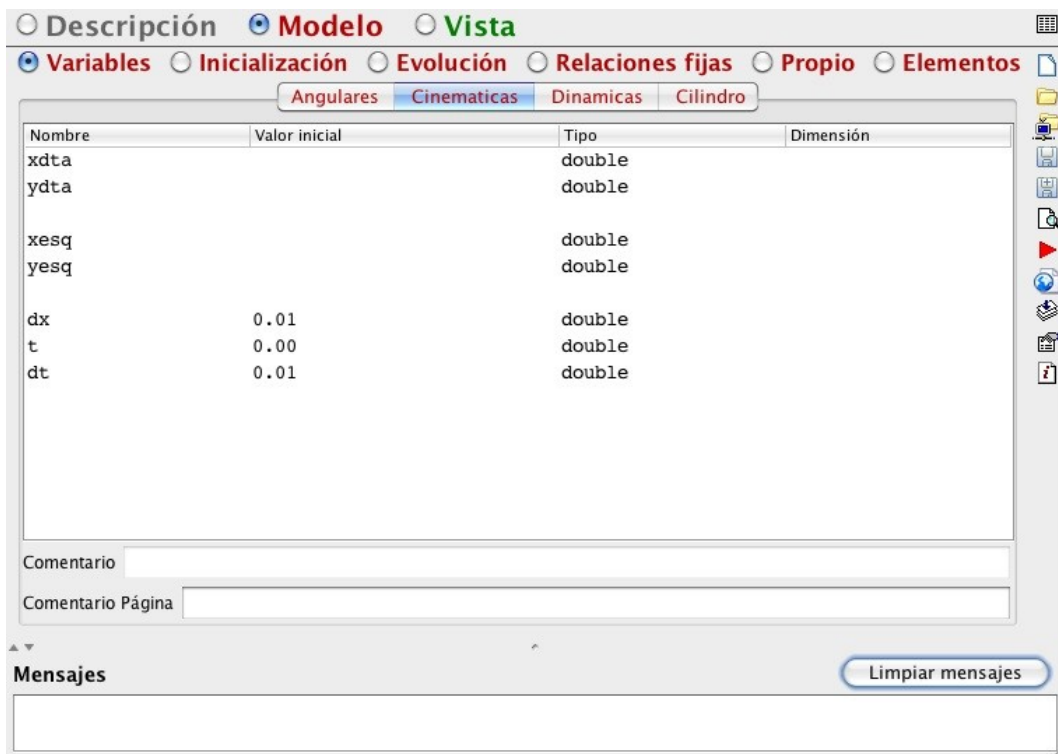 Descripción Modelo Vista
Variables Inicialización Evolución Relaciones fijas Propio Elementos
Angulares Cinematicas Dinamicas Cilindro
Nombre Valor inicial Tipo Dimensión
xdta double
ydta double
xesq double
yesq double
dx 0.01 double
t 0.00 double
dt 0.01 double
Comentario
Comentario Página
Mensajes Limpiar mensajes